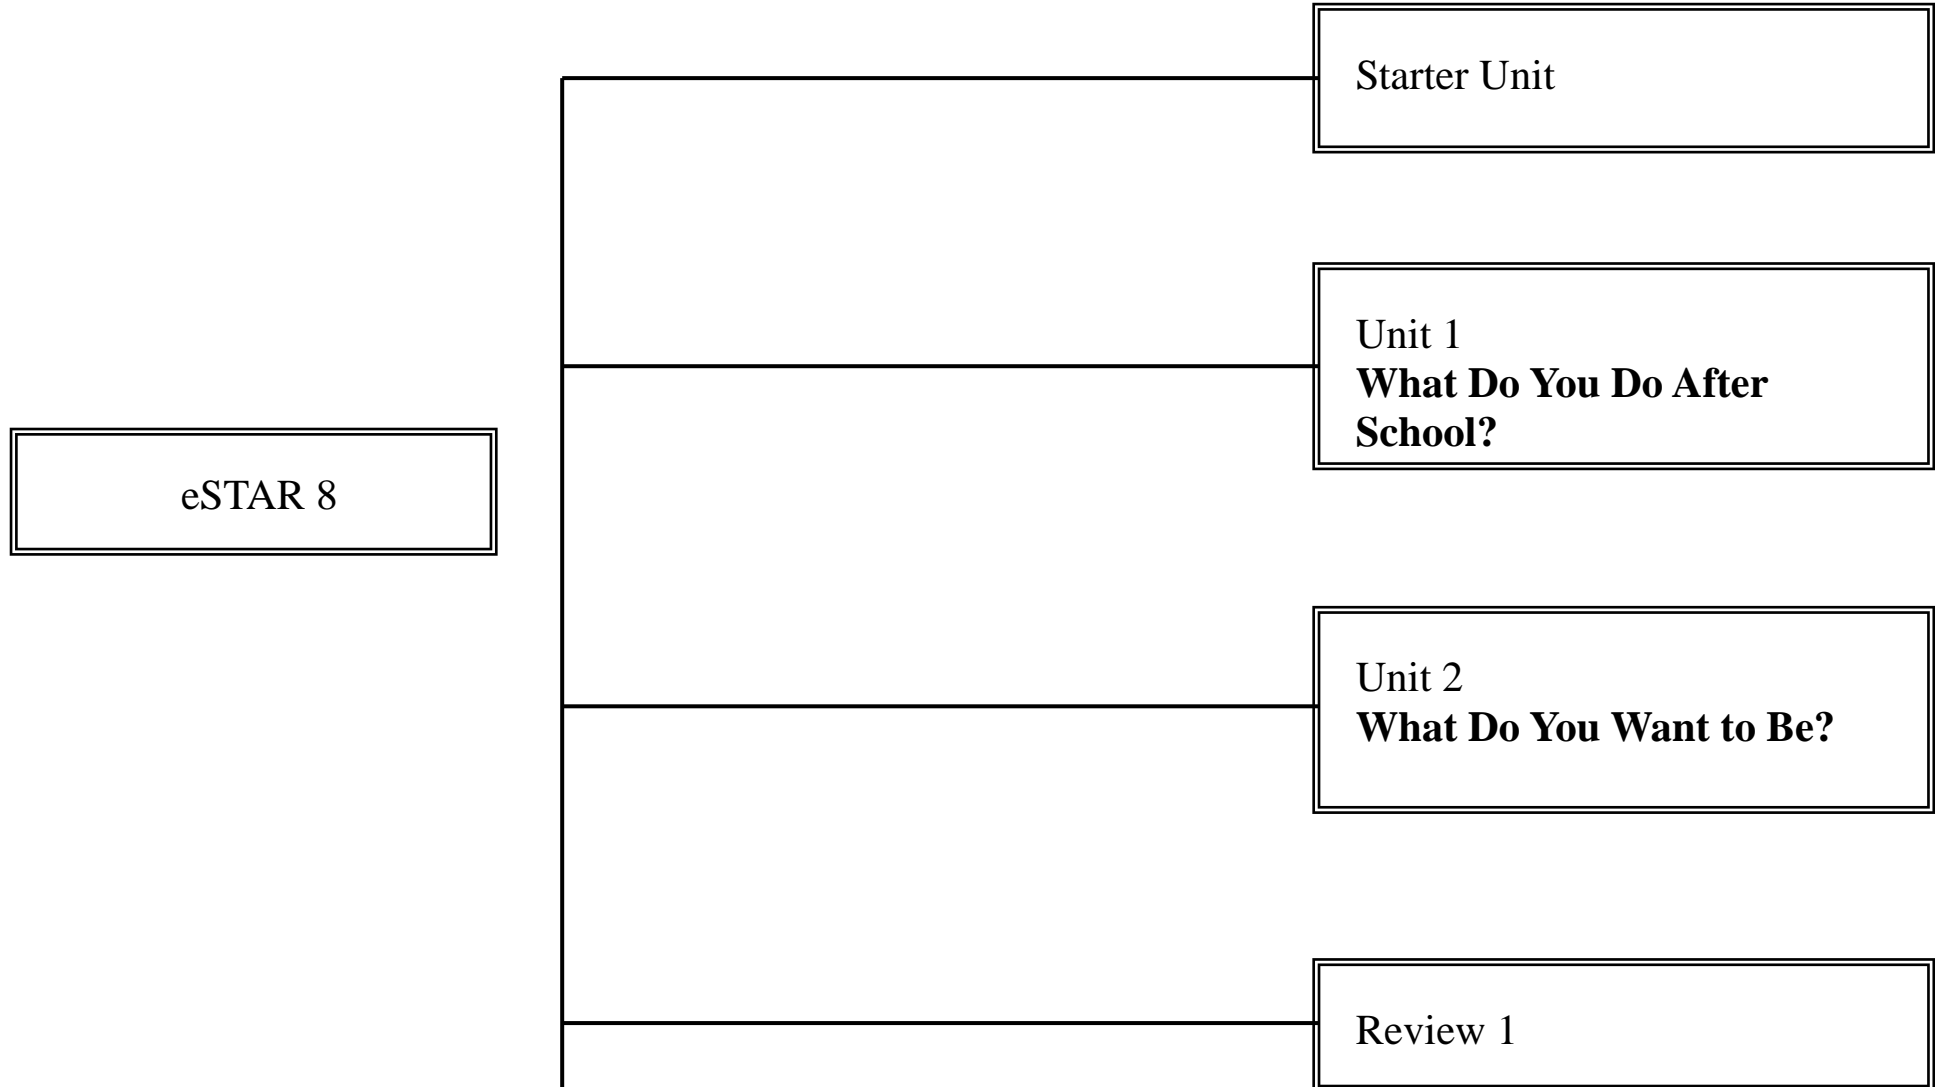 Starter Unit
Unit 1
What Do You Do After
School?
eSTAR 8
Unit 2
What Do You Want to Be?
Review 1